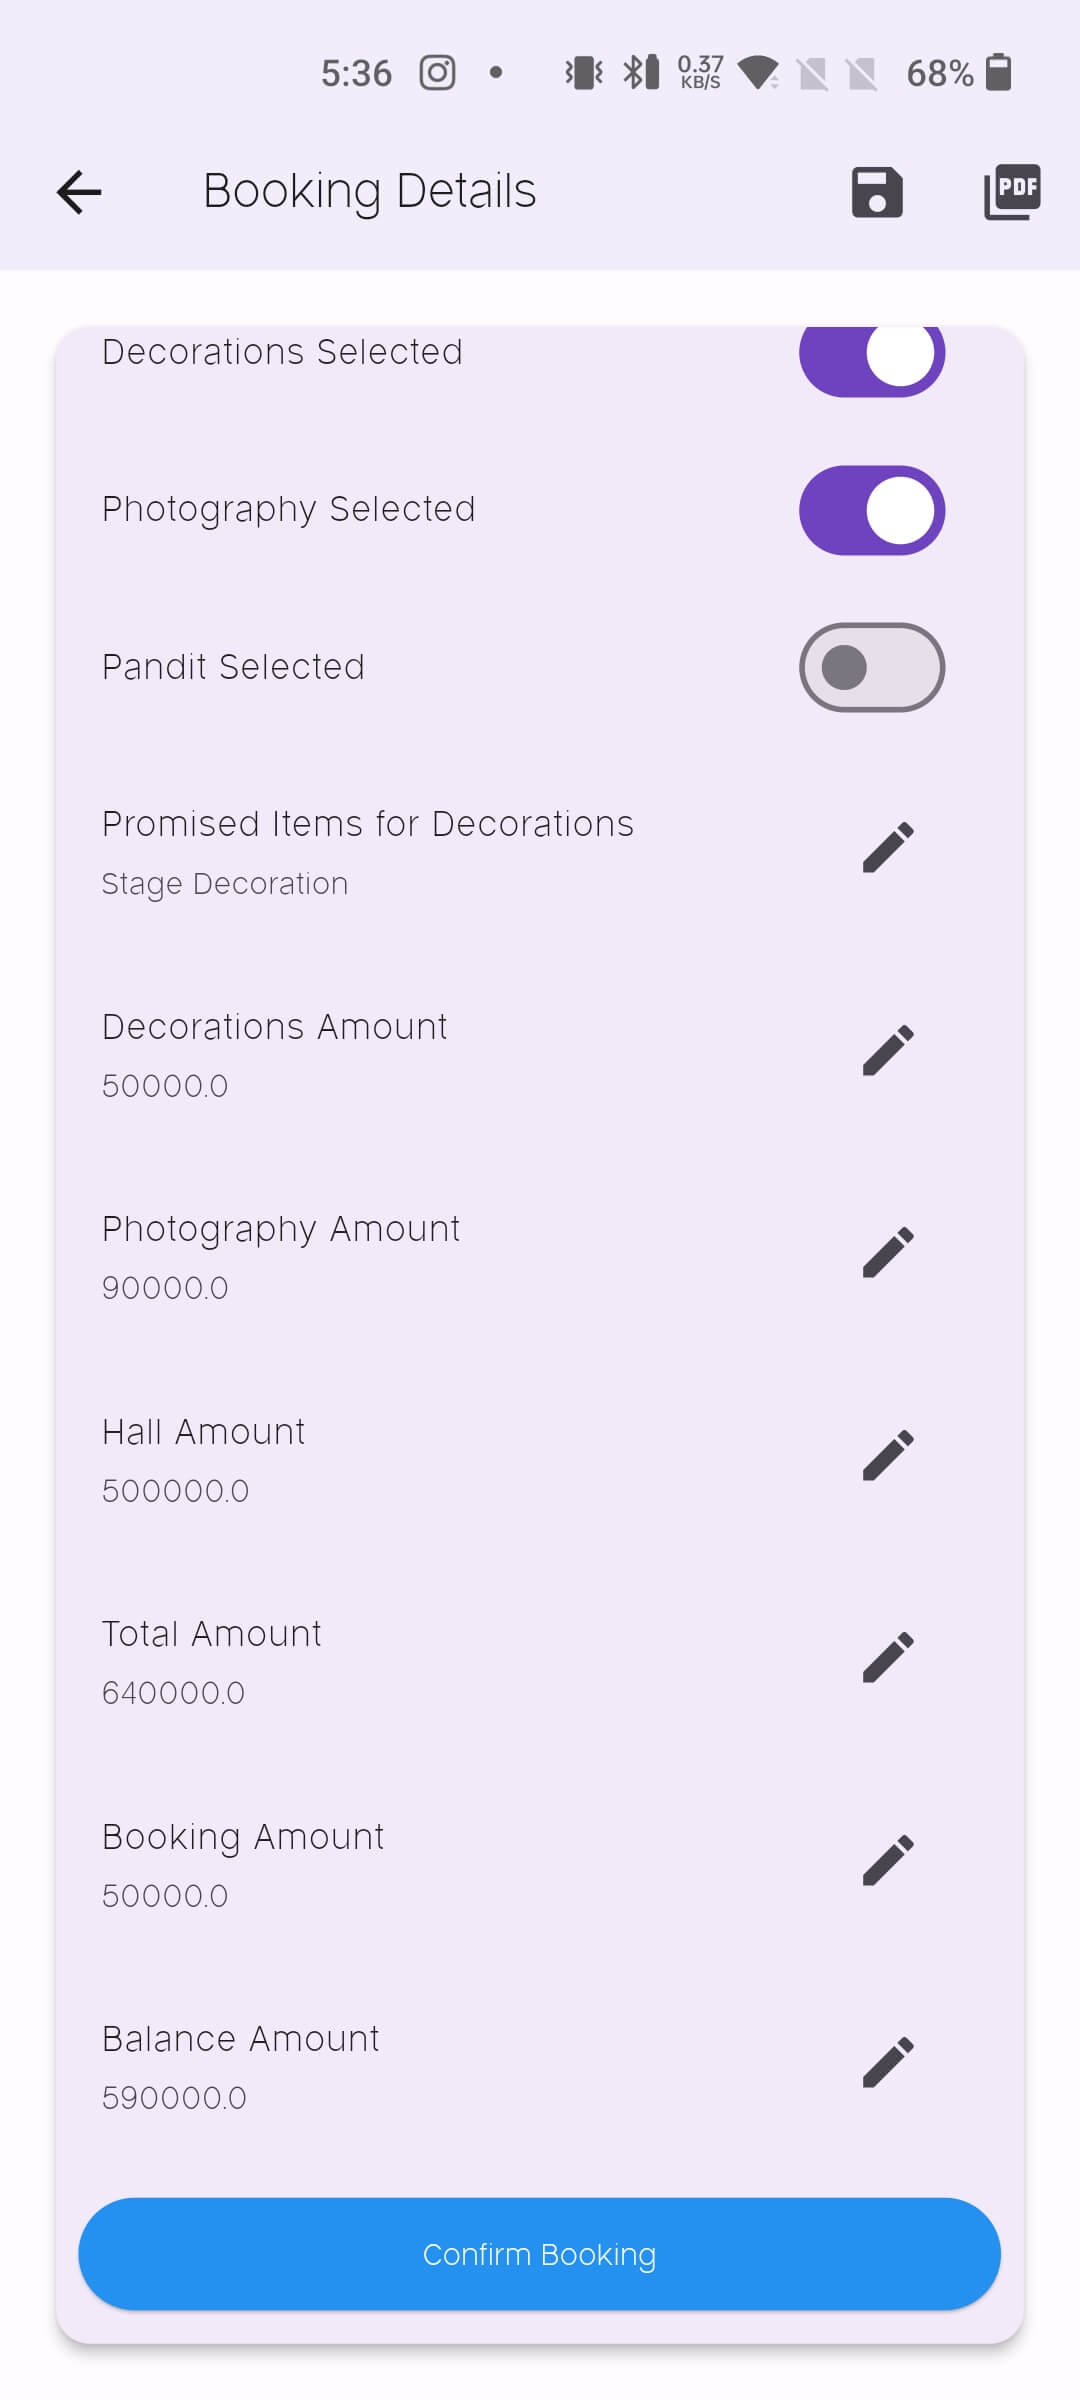 5:36
0.37
KB/S
68%
Booking Details
PDF
Decorations Selected
Photography Selected
Pandit Selected
Promised Items for Decorations
Stage Decoration
Decorations Amount
50000.0
Photography Amount
90000.0
Hall Amount
500000.0
Total Amount
640000.0
Booking Amount
50000.0
Balance Amount
590000.0
Confirm Booking